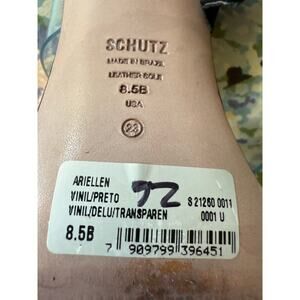 SCHUTZ
MADE IN BRAZIL
LEATHER SOLE
8.5B
USA
23
ARIELLEN
VINIL/PRETO
S 21260 0011
VINIL/DELU/TRANSPAREN
0001 U
8.5B
7 909799 396451